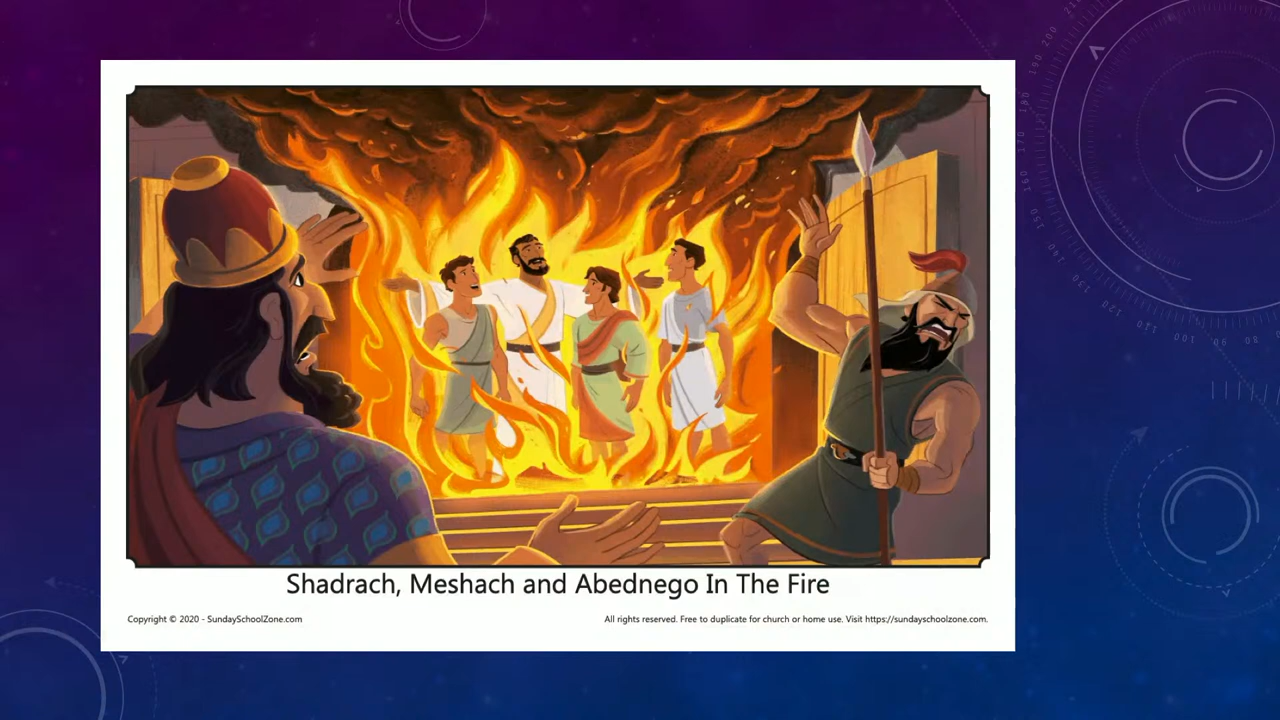 Shadrach, Meshach and Abednego In The Fire
Copyright © 2020 - SundaySchoolZone.com
All rights reserved. Free to duplicate for church or home use. Visit https://sundayschoolzone.com.